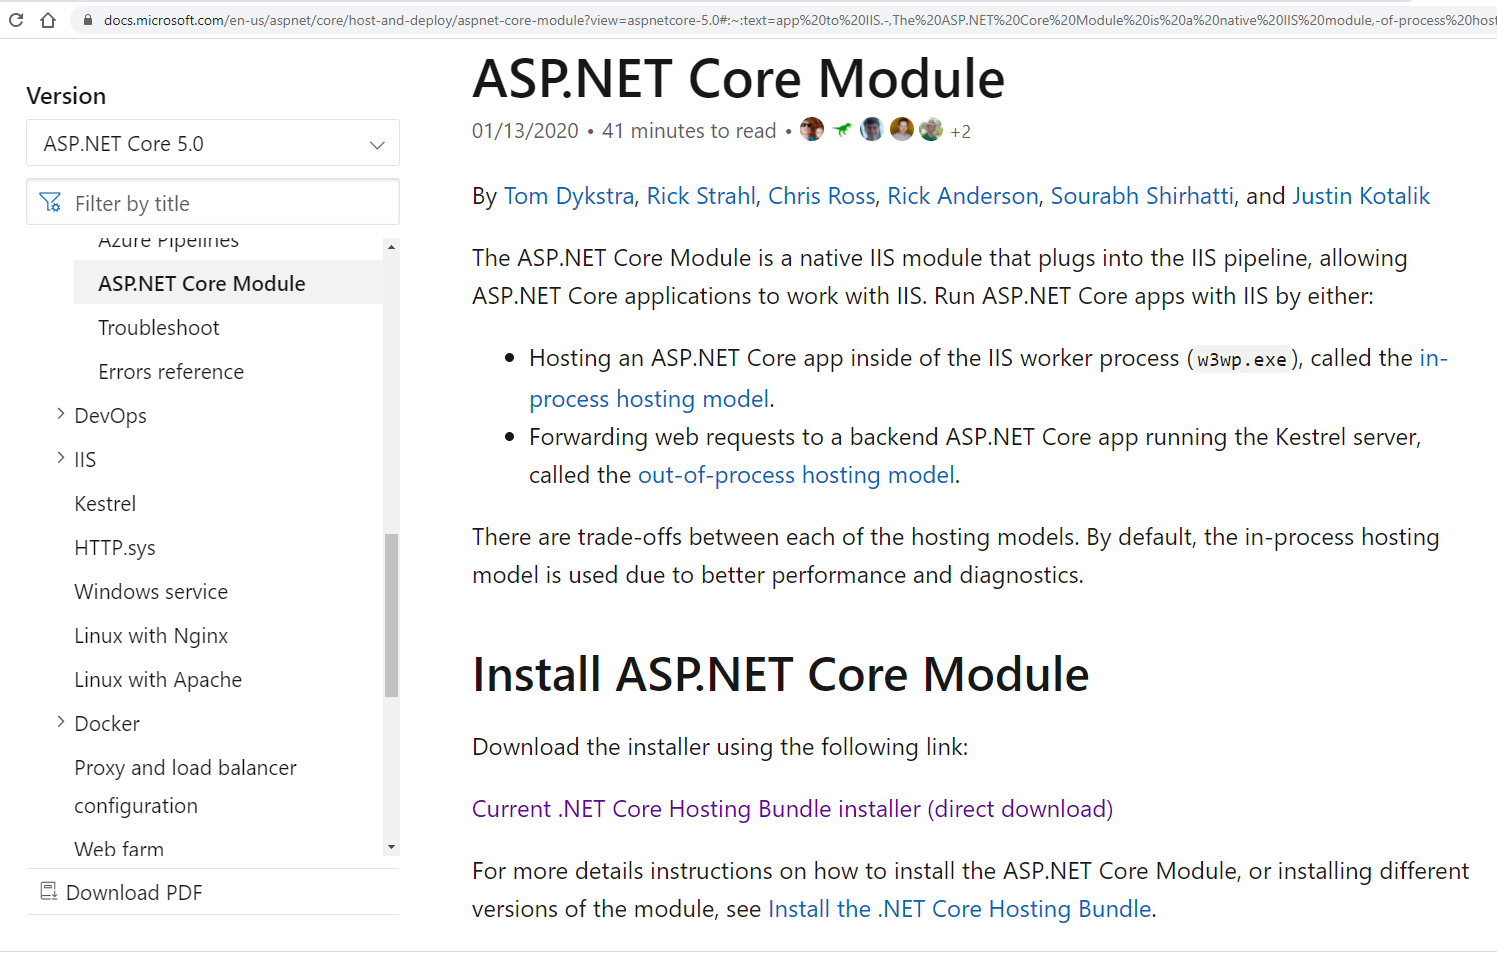 docs.microsoft.com/en-us/aspnet/core/host-and-deploy/aspnet-core-module?view=aspnetcore-5.0#:~:text=app%20to%20IIS.-,The%20ASP.NET%20Core%20Module%20is%20a%20native%20IIS%20module,-of-process%20host
Version
ASP.NET Core 5.0
Filter by title
Azure Pipelines
ASP.NET Core Module
Troubleshoot
Errors reference
DevOps
IIS
Kestrel
HTTP.sys
Windows service
Linux with Nginx
Linux with Apache
Docker
Proxy and load balancer
configuration
Web farm
Download PDF
ASP.NET Core Module
01/13/2020 • 41 minutes to read • +2
By Tom Dykstra, Rick Strahl, Chris Ross, Rick Anderson, Sourabh Shirhatti, and Justin Kotalik
The ASP.NET Core Module is a native IIS module that plugs into the IIS pipeline, allowing
ASP.NET Core applications to work with IIS. Run ASP.NET Core apps with IIS by either:
• Hosting an ASP.NET Core app inside of the IIS worker process (w3wp.exe), called the in-
process hosting model.
• Forwarding web requests to a backend ASP.NET Core app running the Kestrel server,
called the out-of-process hosting model.
There are trade-offs between each of the hosting models. By default, the in-process hosting
model is used due to better performance and diagnostics.
Install ASP.NET Core Module
Download the installer using the following link:
Current .NET Core Hosting Bundle installer (direct download)
For more details instructions on how to install the ASP.NET Core Module, or installing different
versions of the module, see Install the .NET Core Hosting Bundle.